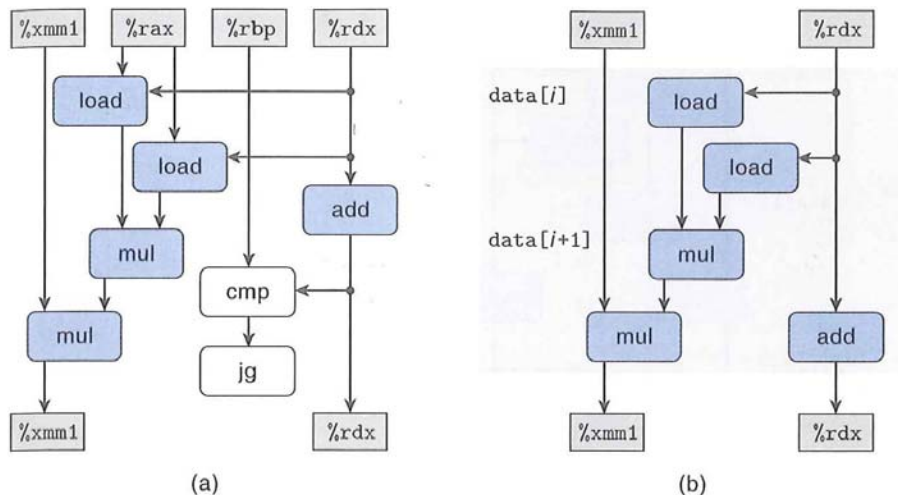 %xmm1 %rax %rbp %rdx
load
load
add
mul
cmp
mul
jg
%xmm1 %rdx
(a)
%xmm1 %rdx
data[i] load
load
data[i+1] mul
mul add
%xmm1 %rdx
(b)